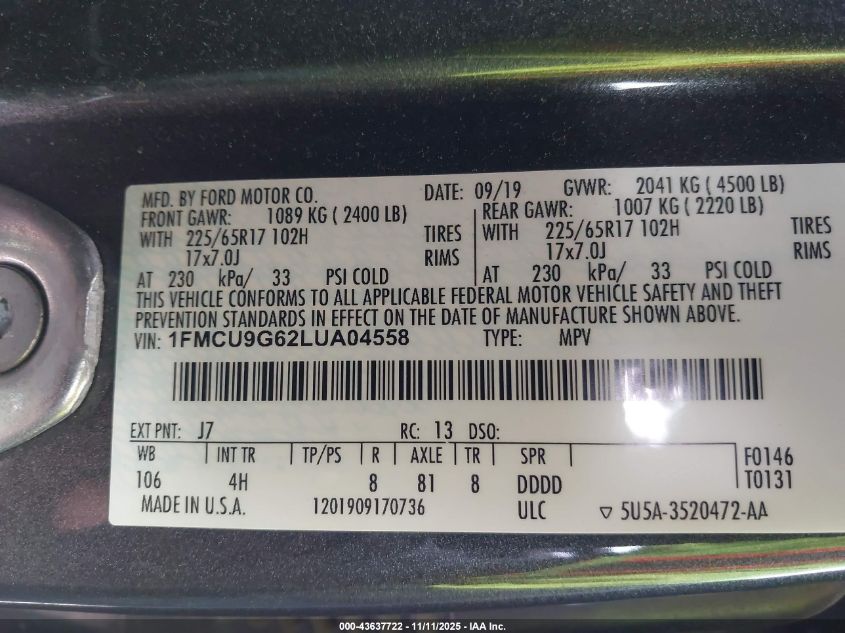 MFD. BY FORD MOTOR CO. DATE: 09/19 GVWR: 2041 KG ( 4500 LB)
FRONT GAWR: 1089 KG ( 2400 LB) REAR GAWR: 1007 KG ( 2220 LB)
WITH 225/65R17 102H TIRES WITH 225/65R17 102H TIRES
17x7.0J RIMS 17x7.0J RIMS
AT 230 kPa/ 33 PSI COLD AT 230 kPa/ 33 PSI COLD
THIS VEHICLE CONFORMS TO ALL APPLICABLE FEDERAL MOTOR VEHICLE SAFETY AND THEFT
PREVENTION STANDARDS IN EFFECT ON THE DATE OF MANUFACTURE SHOWN ABOVE.
VIN: 1FMCU9G62LUA04558 TYPE: MPV
EXT PNT: J7 RC: 13 DSO:
WB INT TR TP/PS R AXLE TR SPR F0146
106 4H 8 81 8 DDDD T0131
MADE IN U.S.A. 1201909170736 ULC ▽ 5U5A-3520472-AA
000-43637722 - 11/11/2025 - IAA Inc.